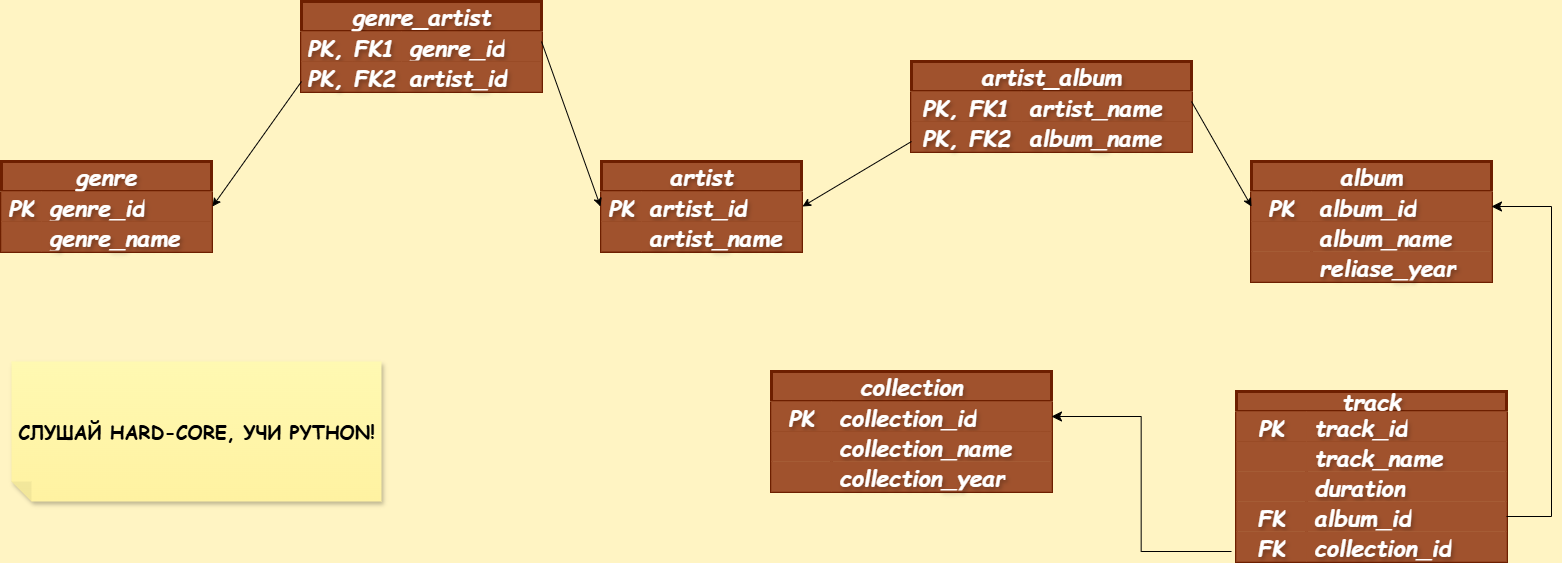 genre_artist
PK, FK1 genre_id
PK, FK2 artist_id
artist_album
PK, FK1 artist_name
PK, FK2 album_name
genre
PK genre_id
genre_name
artist
PK artist_id
artist_name
album
PK album_id
album_name
reliase_year
collection
PK collection_id
collection_name
collection_year
track
PK track_id
track_name
duration
FK album_id
FK collection_id
СЛУШАЙ HARD-CORE, УЧИ PYTHON!